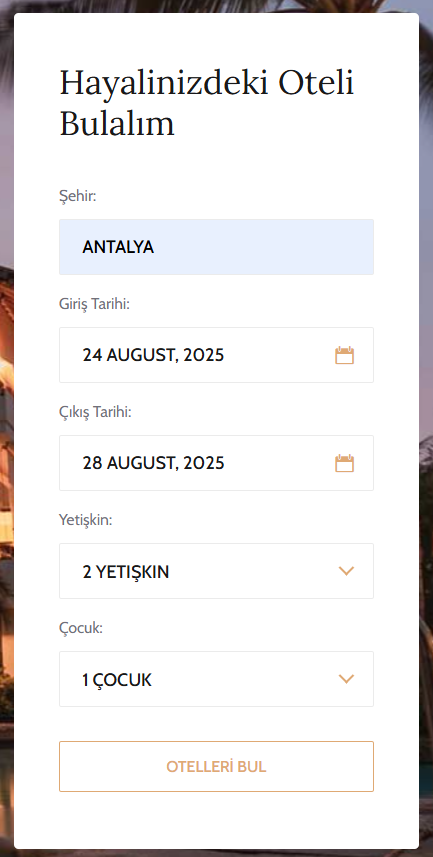 Hayalinizdeki Oteli
Bulalım
Şehir:
ANTALYA
Giriş Tarihi:
24 AUGUST, 2025
Çıkış Tarihi:
28 AUGUST, 2025
Yetişkin:
2 YETIŞKIN
Çocuk:
1 ÇOCUK
OTELLERİ BUL